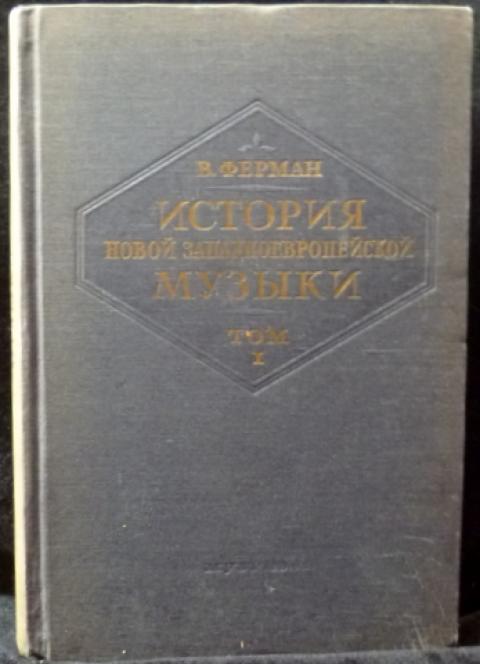 В. ФЕРМАН
ИСТОРИЯ
НОВОЙ ЗАПАДНОЕВРОПЕЙСКОЙ
МУЗЫКИ
ТОМ
I